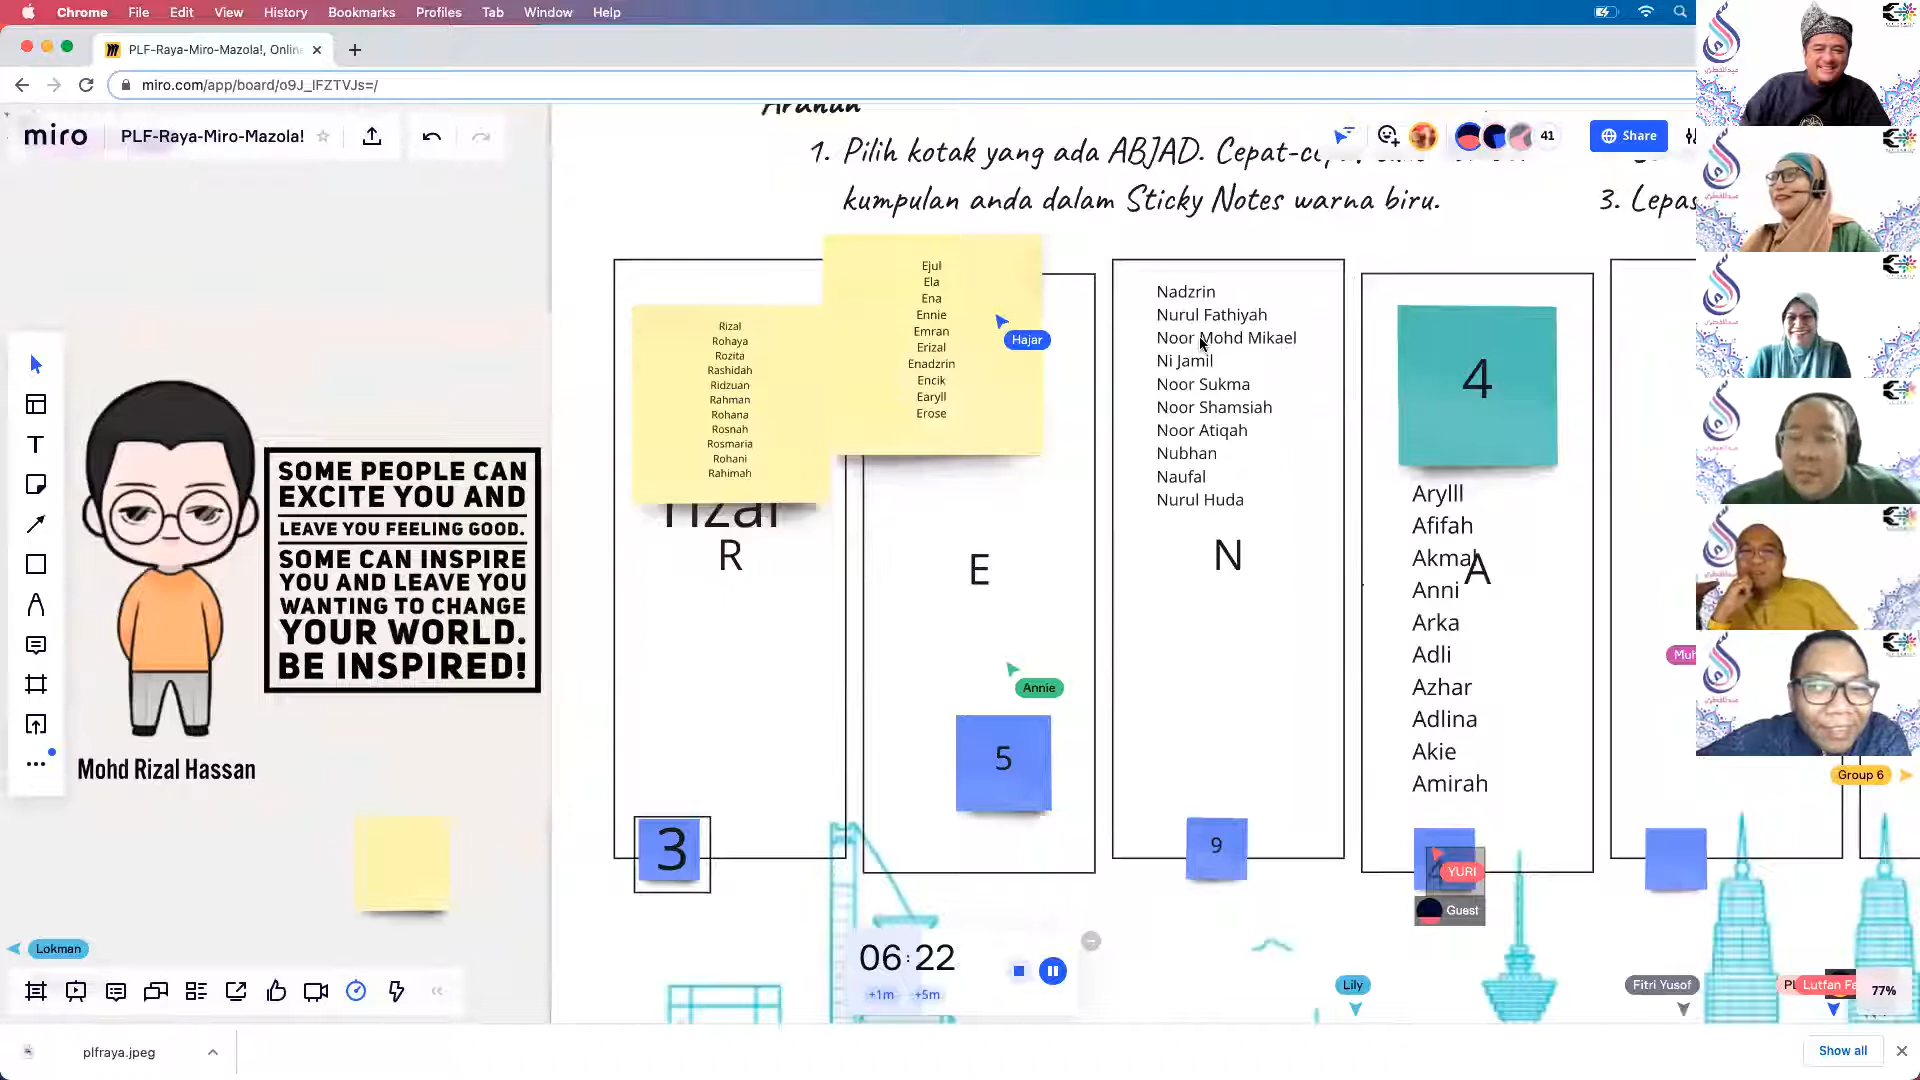 Chrome File Edit View History Bookmarks Profiles Tab Window Help
PLF-Raya-Miro-Mazola!, Online
miro.com/app/board/o9J_lFZTVJs=/
miro PLF-Raya-Miro-Mazola!
41
Share
Arahan
1. Pilih kotak yang ada ABJAD.
kumpulan anda dalam Sticky Notes warna biru.
3. Lepas
Rizal
Rohaya
Rozita
Rashidah
Ridzuan
Rahman
Rohana
Rosnah
Rosmaria
Rohani
Rahimah
rizal
R
3
Ejul
Ela
Ena
Ennie
Emran
Erizal
Enadzrin
Encik
Earyll
Erose
Hajar
E
Annie
5
Nadzrin
Nurul Fathiyah
Noor Mohd Mikael
Ni Jamil
Noor Sukma
Noor Shamsiah
Noor Atiqah
Nubhan
Naufal
Nurul Huda
N
9
4
Arylll
Afifah
Akmal
Anni
Arka
Adli
Azhar
Adlina
Akie
Amirah
A
YURI
Guest
Muh
Group 6
SOME PEOPLE CAN
EXCITE YOU AND
LEAVE YOU FEELING GOOD.
SOME CAN INSPIRE
YOU AND LEAVE YOU
WANTING TO CHANGE
YOUR WORLD.
BE INSPIRED!
Mohd Rizal Hassan
Lokman
06:22
+1m +5m
Lily
Fitri Yusof
Lutfan Fa
77%
plfraya.jpeg
Show all